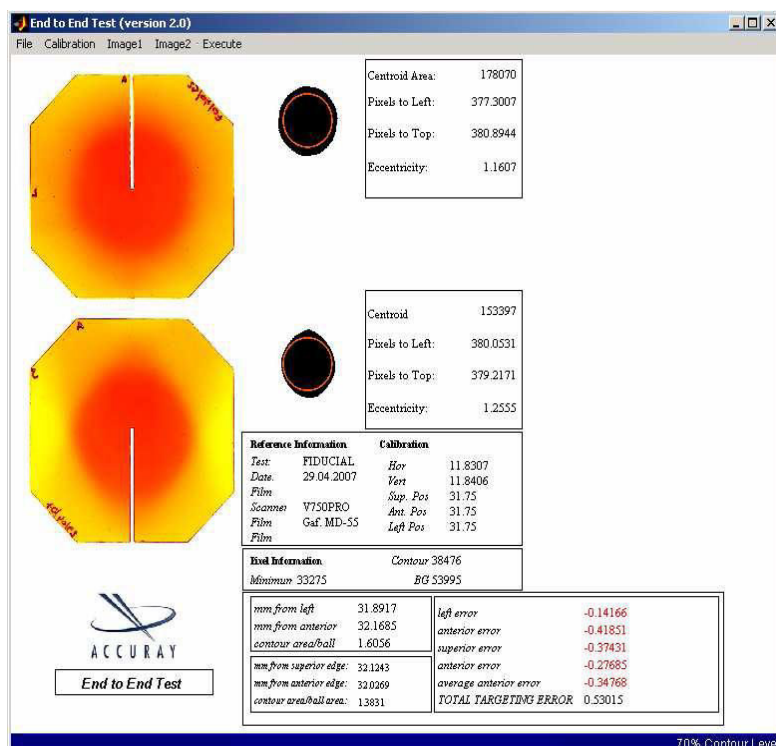 End to End Test (version 2.0)
File Calibration Image1 Image2 Execute
Centroid Area: 178070
Pixels to Left: 377.3007
Pixels to Top: 380.8944
Eccentricity: 1.1607
Centroid 153397
Pixels to Left: 380.0531
Pixels to Top: 379.2171
Eccentricity: 1.2555
Reference Information
Test: FIDUCIAL
Date. 29.04.2007
Film
Scanner V750PRO
Film Gaf. MD-55
Film
Calibration
Hor 11.8307
Vert 11.8406
Sup. Pos 31.75
Ant. Pos 31.75
Left Pos 31.75
Pixel Information Contour 38476
Minimum 33275 BG 53995
mm from left 31.8917
mm from anterior 32.1685
contour area/ball 1.6056
mm from superior edge: 32.1243
mm from anterior edge: 32.0269
contour area/ball area: 1.3831
left error -0.14166
anterior error -0.41851
superior error -0.37431
anterior error -0.27685
average anterior error -0.34768
TOTAL TARGETING ERROR 0.53015
ACCURAY
End to End Test
70% Contour Leve